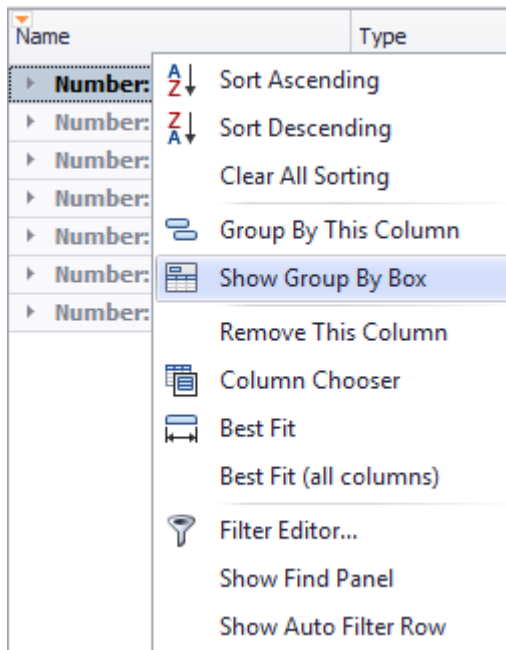 Name Type
Number: Sort Ascending
Number: Sort Descending
Number: Clear All Sorting
Number: Group By This Column
Number: Show Group By Box
Number: Remove This Column
Number:
Column Chooser
Best Fit
Best Fit (all columns)
Filter Editor...
Show Find Panel
Show Auto Filter Row